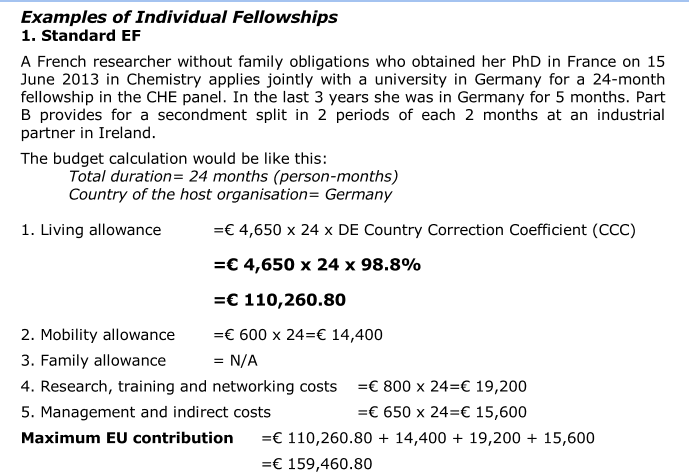 Examples of Individual Fellowships
1. Standard EF
A French researcher without family obligations who obtained her PhD in France on 15
June 2013 in Chemistry applies jointly with a university in Germany for a 24-month
fellowship in the CHE panel. In the last 3 years she was in Germany for 5 months. Part
B provides for a secondment split in 2 periods of each 2 months at an industrial
partner in Ireland.
The budget calculation would be like this:
Total duration= 24 months (person-months)
Country of the host organisation= Germany
1. Living allowance =€ 4,650 x 24 x DE Country Correction Coefficient (CCC)
=€ 4,650 x 24 x 98.8%
=€ 110,260.80
2. Mobility allowance =€ 600 x 24=€ 14,400
3. Family allowance = N/A
4. Research, training and networking costs =€ 800 x 24=€ 19,200
5. Management and indirect costs =€ 650 x 24=€ 15,600
Maximum EU contribution =€ 110,260.80 + 14,400 + 19,200 + 15,600
=€ 159,460.80